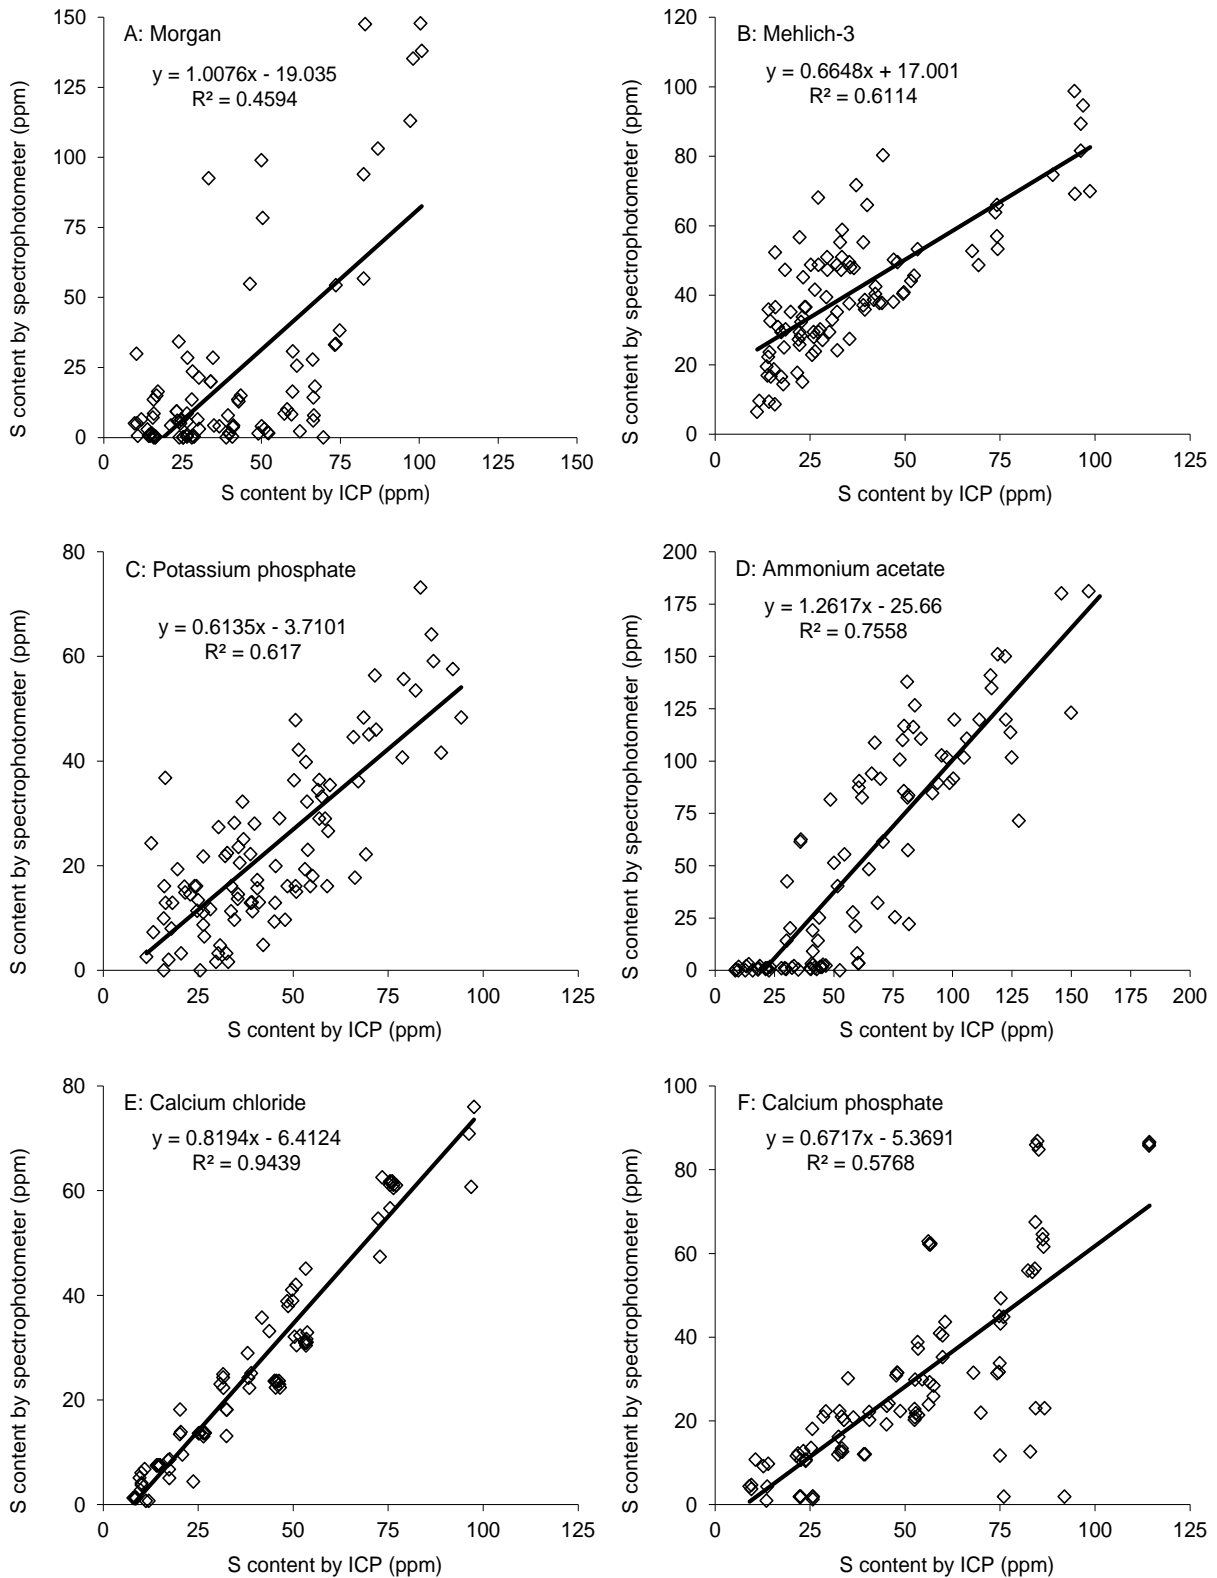 A: Morgan
y = 1.0076x - 19.035
R² = 0.4594
S content by spectrophotometer (ppm)
150
125
100
75
50
25
0
0 25 50 75 100 125 150
S content by ICP (ppm)
B: Mehlich-3
y = 0.6648x + 17.001
R² = 0.6114
S content by spectrophotometer (ppm)
120
100
80
60
40
20
0
0 25 50 75 100 125
S content by ICP (ppm)
C: Potassium phosphate
y = 0.6135x - 3.7101
R² = 0.617
S content by spectrophotometer (ppm)
80
60
40
20
0
0 25 50 75 100 125
S content by ICP (ppm)
D: Ammonium acetate
y = 1.2617x - 25.66
R² = 0.7558
S content by spectrophotometer (ppm)
200
175
150
125
100
75
50
25
0
0 25 50 75 100 125 150 175 200
S content by ICP (ppm)
E: Calcium chloride
y = 0.8194x - 6.4124
R² = 0.9439
S content by spectrophotometer (ppm)
80
60
40
20
0
0 25 50 75 100 125
S content by ICP (ppm)
F: Calcium phosphate
y = 0.6717x - 5.3691
R² = 0.5768
S content by spectrophotometer (ppm)
100
80
60
40
20
0
0 25 50 75 100 125
S content by ICP (ppm)